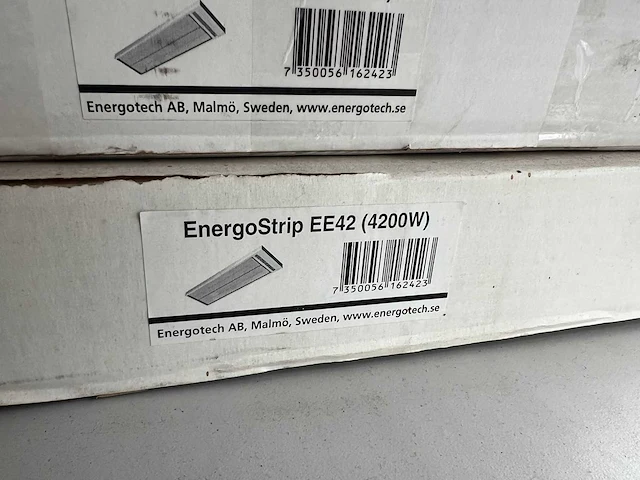 7 350056 162423
Energotech AB, Malmö, Sweden, www.energotech.se
EnergoStrip EE42 (4200W)
7 350056 162423
Energotech AB, Malmö, Sweden, www.energotech.se